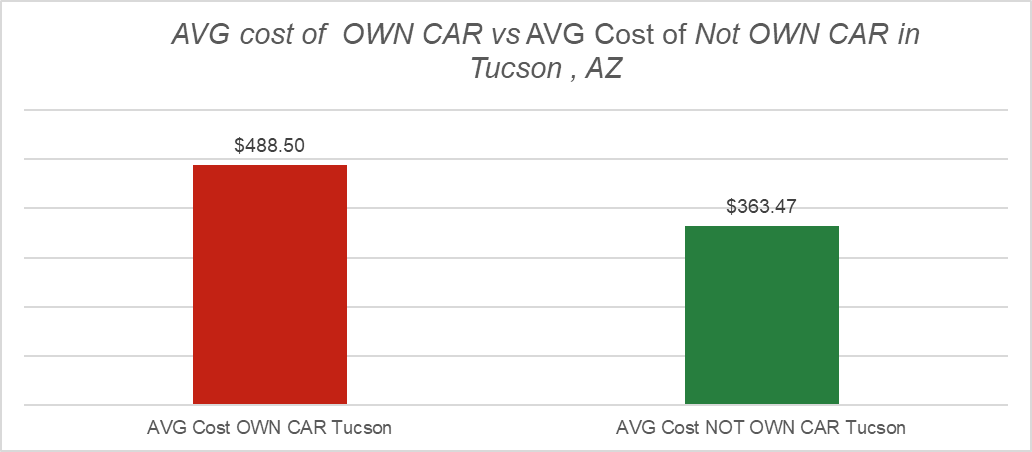 AVG cost of  OWN CAR vs AVG Cost of Not OWN CAR in
Tucson , AZ
$488.50
$363.47
AVG Cost OWN CAR Tucson
AVG Cost NOT OWN CAR Tucson